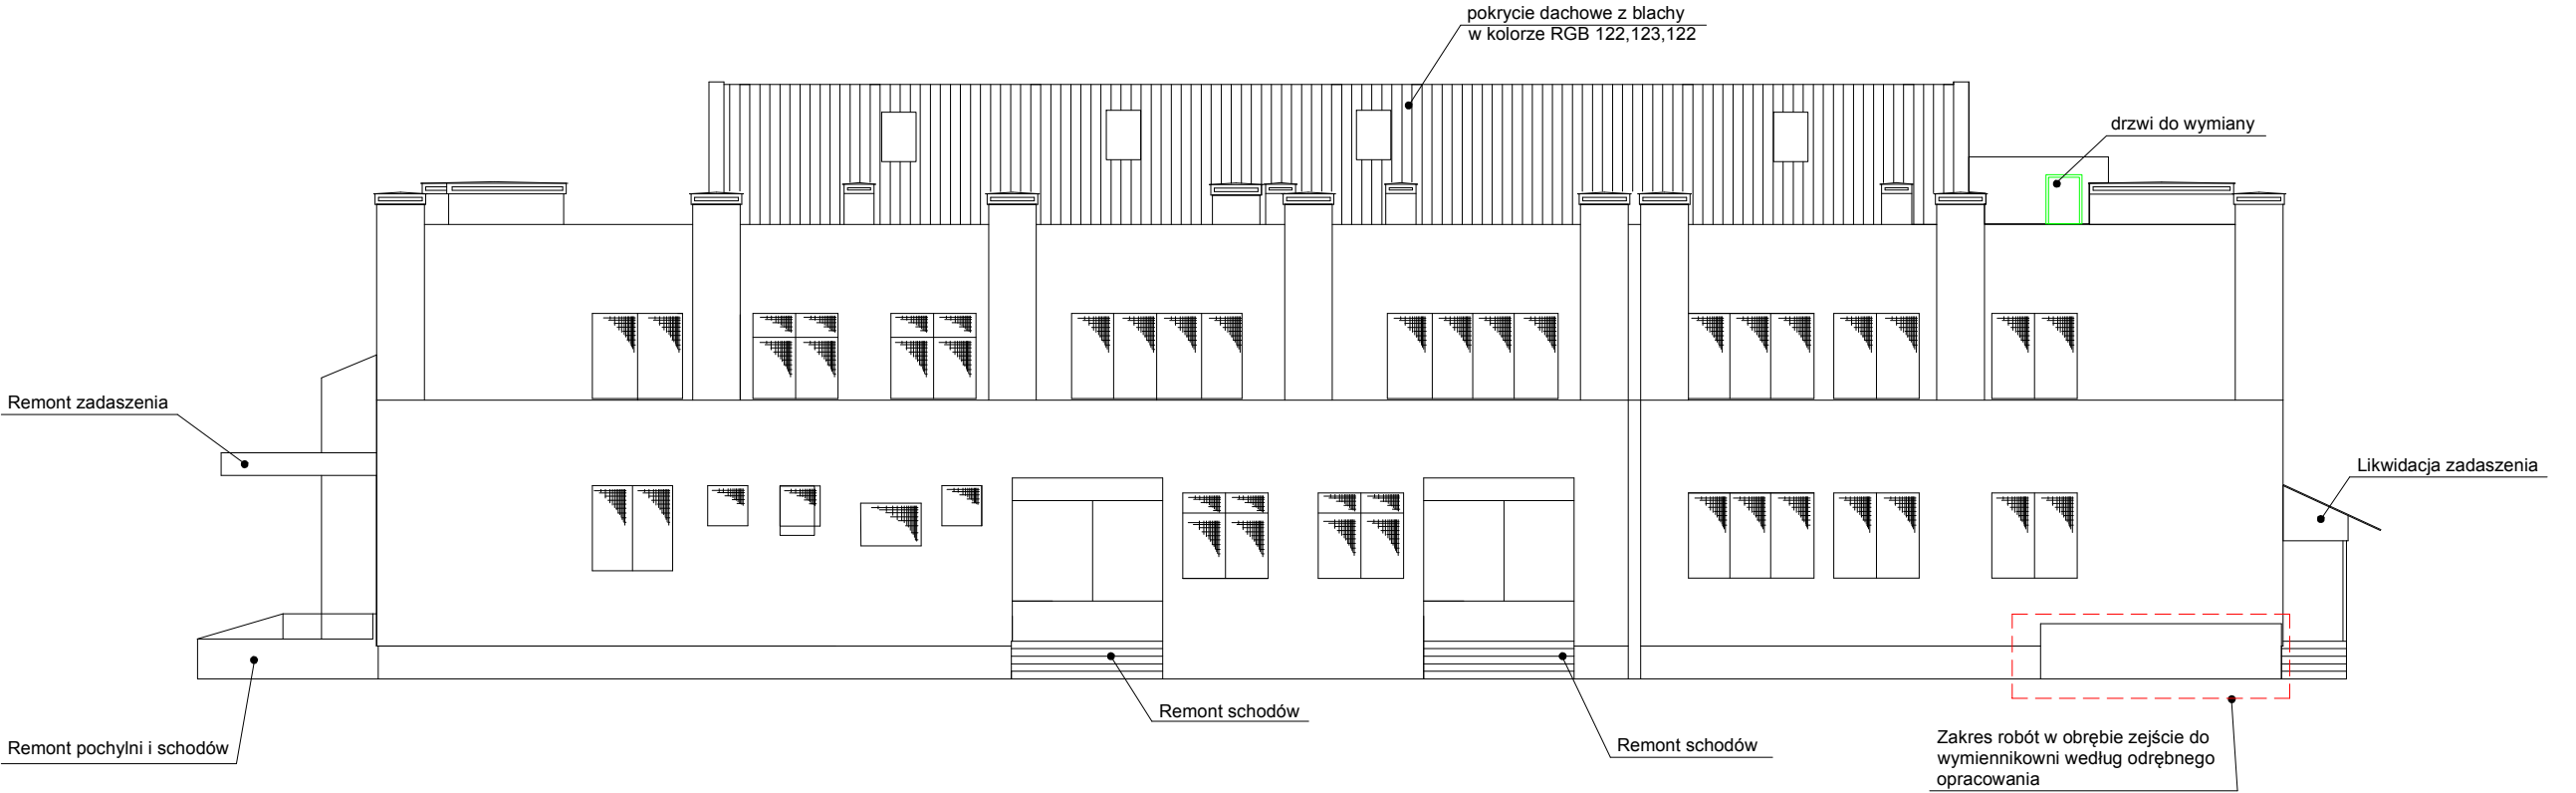 pokrycie dachowe z blachy
w kolorze RGB 122,123,122
drzwi do wymiany
Remont zadaszenia
Likwidacja zadaszenia
Remont pochylni i schodów
Remont schodów
Remont schodów
Zakres robót w obrębie zejście do
wymiennikowni według odrębnego
opracowania